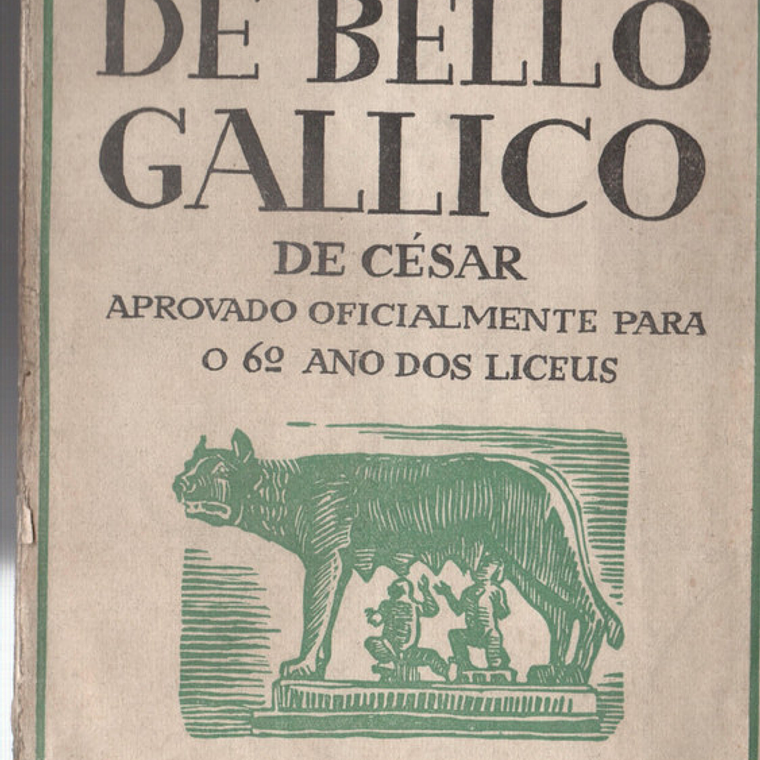 DE BELLO
GALLICO
DE CÉSAR
APROVADO OFICIALMENTE PARA
O 6º ANO DOS LICEUS